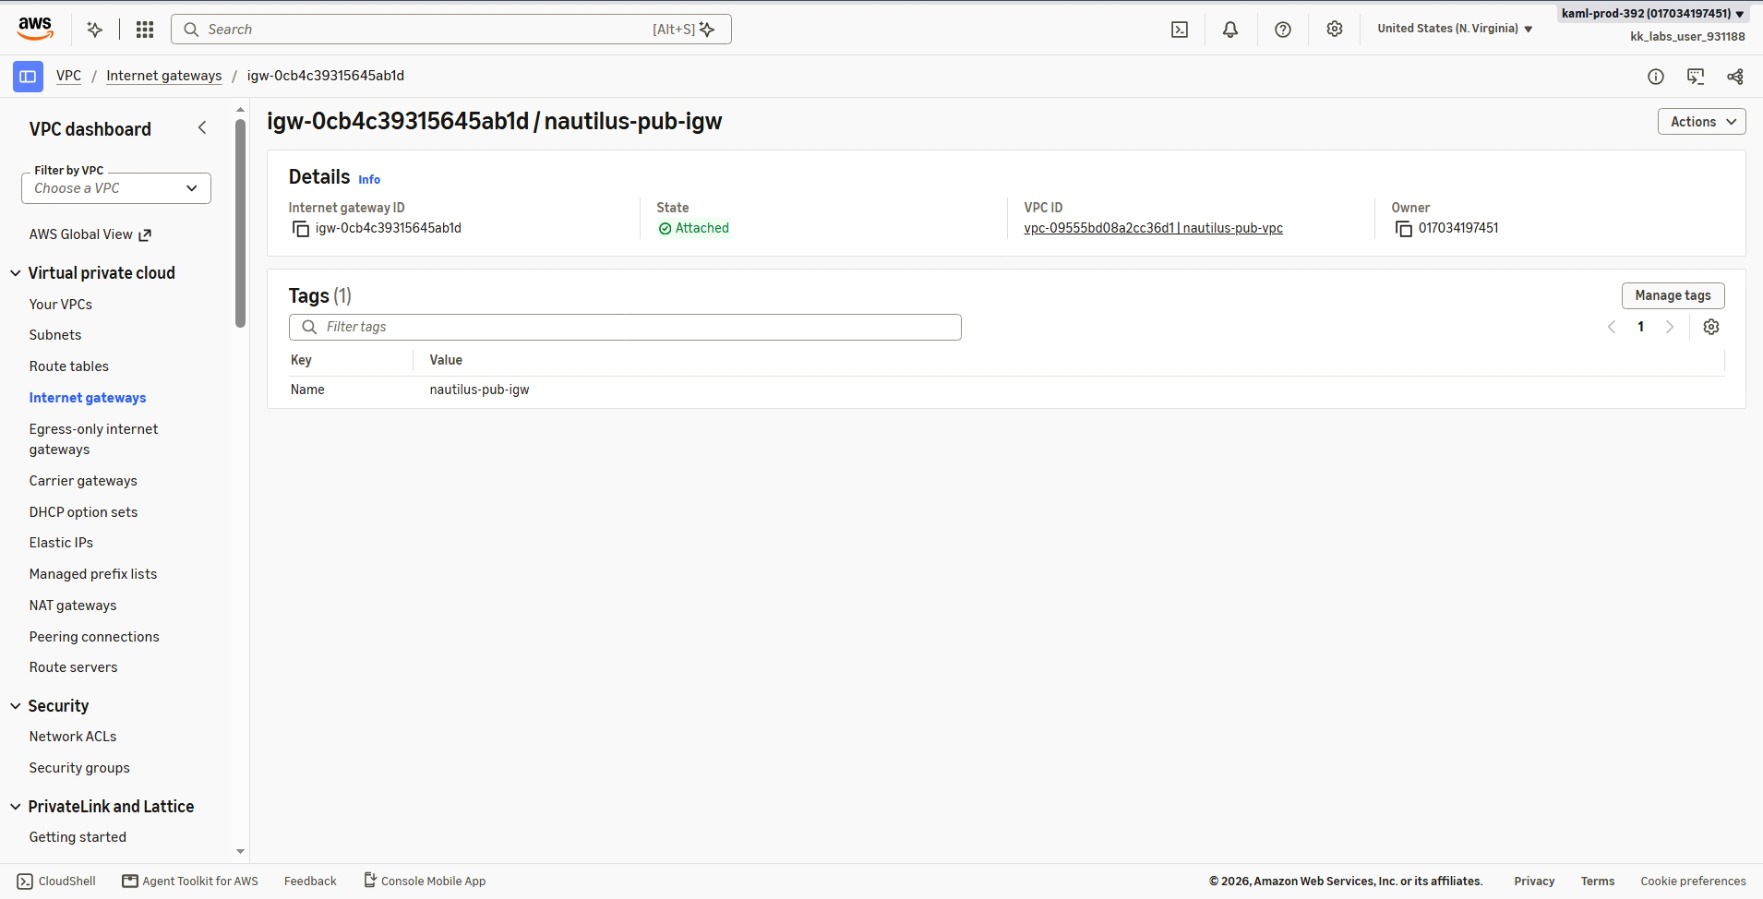 aws
Search
[Alt+S]
United States (N. Virginia) ▼
kaml-prod-392 (017034197451) ▼
kk_labs_user_931188
VPC / Internet gateways / igw-0cb4c39315645ab1d
VPC dashboard
Filter by VPC
Choose a VPC
AWS Global View
Virtual private cloud
Your VPCs
Subnets
Route tables
Internet gateways
Egress-only internet
gateways
Carrier gateways
DHCP option sets
Elastic IPs
Managed prefix lists
NAT gateways
Peering connections
Route servers
Security
Network ACLs
Security groups
PrivateLink and Lattice
Getting started
igw-0cb4c39315645ab1d / nautilus-pub-igw
Actions
Details Info
Internet gateway ID
igw-0cb4c39315645ab1d
State
Attached
VPC ID
vpc-09555bd08a2cc36d1 | nautilus-pub-vpc
Owner
017034197451
Tags (1)
Manage tags
Filter tags
1
Key Value
Name nautilus-pub-igw
CloudShell
Agent Toolkit for AWS
Feedback
Console Mobile App
© 2026, Amazon Web Services, Inc. or its affiliates.
Privacy
Terms
Cookie preferences